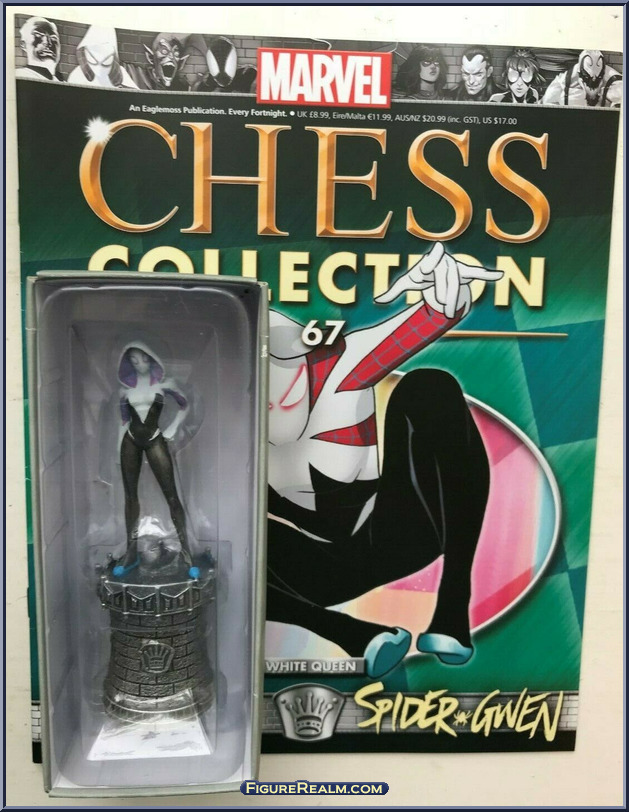 MARVEL
An Eaglemoss Publication. Every Fortnight. • UK £8.99, Eire/Malta €11.99, AUS/NZ $20.99 (inc. GST), US $17.00
CHESS
COLLECTION
67
WHITE QUEEN
SPIDER GWEN
FIGUREREALM.COM